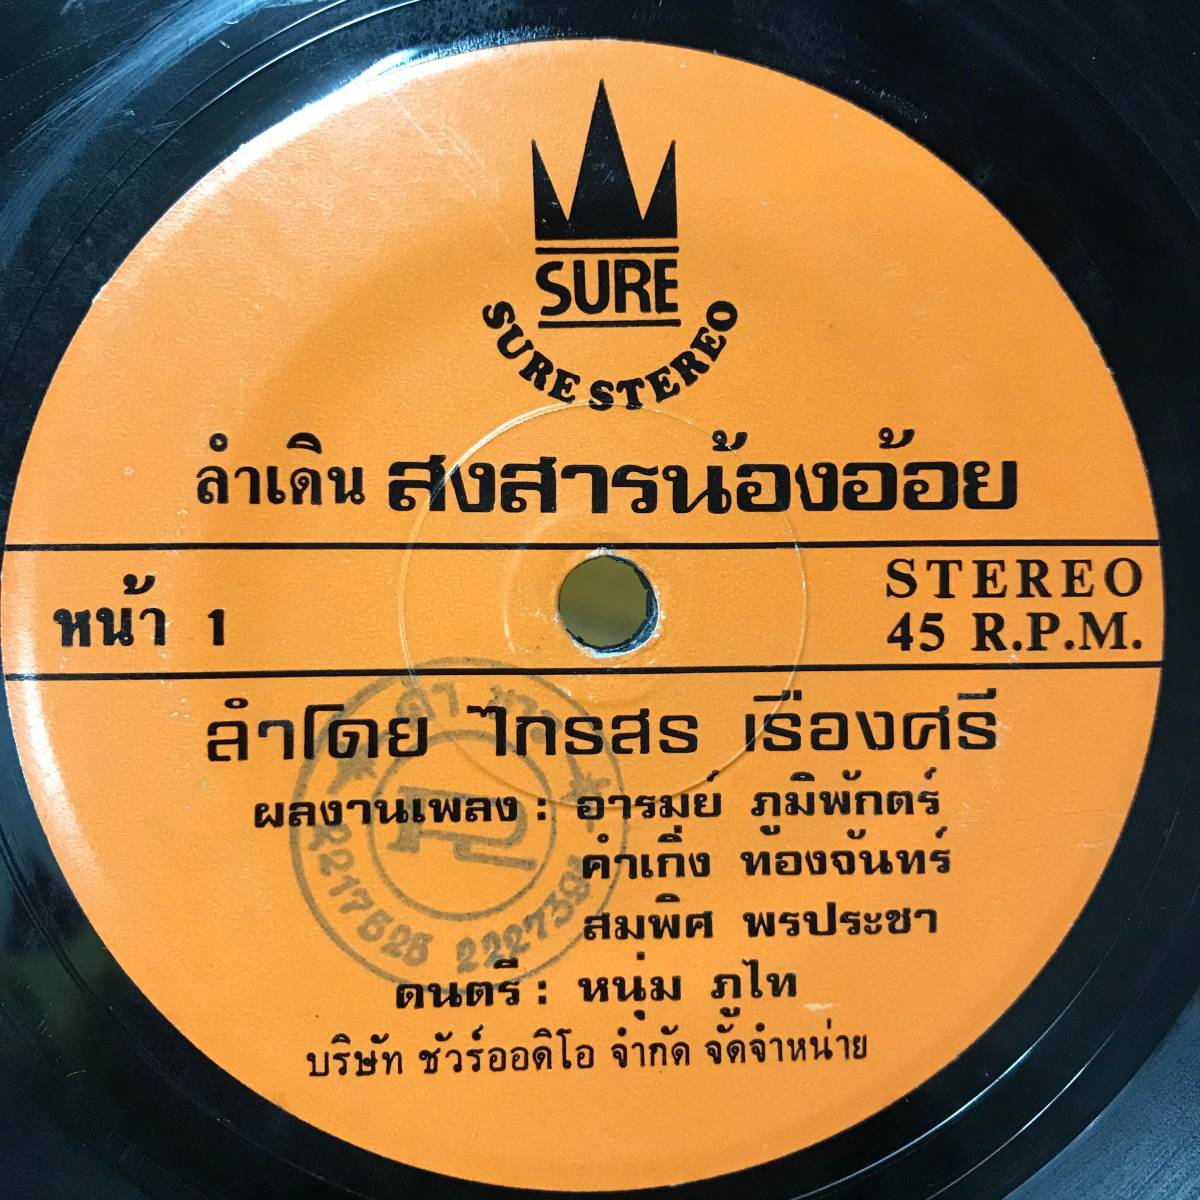 SURE
SURE STEREO
ลำเดิน สงสารน้องอ้อย
หน้า 1
STEREO
45 R.P.M.
ลำโดย ไกรสร เรืองศรี
ผลงานเพลง : อารมย์ ภูมิพักตร์
คำเกิ่ง ทองจันทร์
สมพิศ พรประชา
ดนตรี : หนุ่ม ภูไท
บริษัท ชัวร์ออดิโอ จำกัด จัดจำหน่าย
2217525